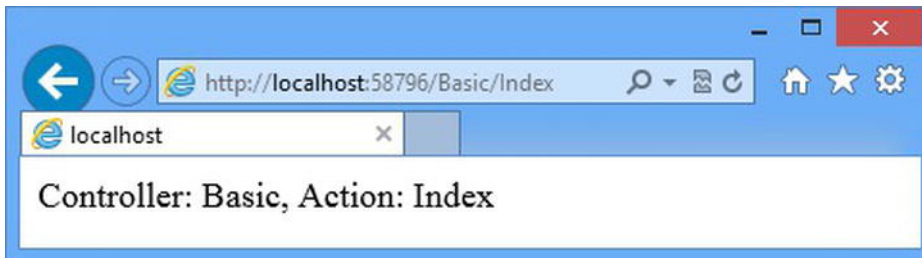 http://localhost:58796/Basic/Index
localhost
Controller: Basic, Action: Index